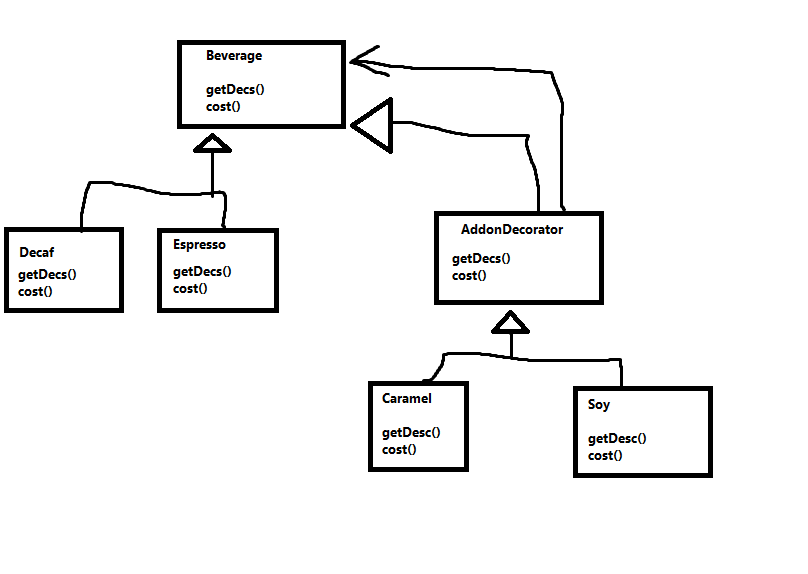 Beverage
getDecs()
cost()
Decaf
getDecs()
cost()
Espresso
getDecs()
cost()
AddonDecorator
getDecs()
cost()
Caramel
getDesc()
cost()
Soy
getDesc()
cost()